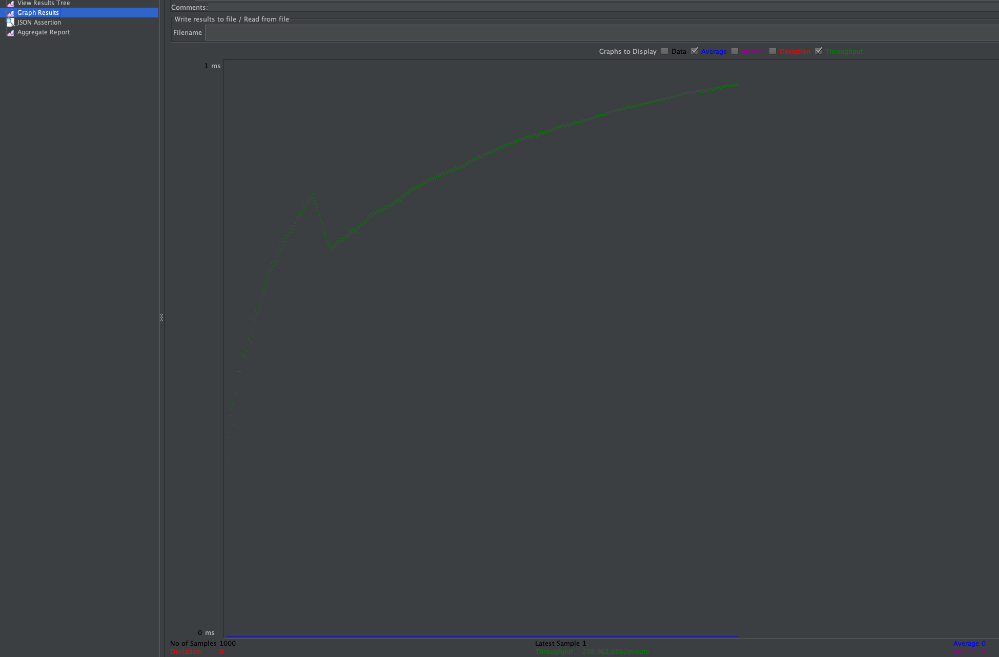 View Results Tree
Graph Results
JSON Assertion
Aggregate Report
Comments:
Write results to file / Read from file
Filename
Graphs to Display Data Average Median Deviation Throughput
1 ms
0 ms
No of Samples 1000 Latest Sample 1 Average 0
Deviation 0 Throughput 248,962.656/minute Median 0